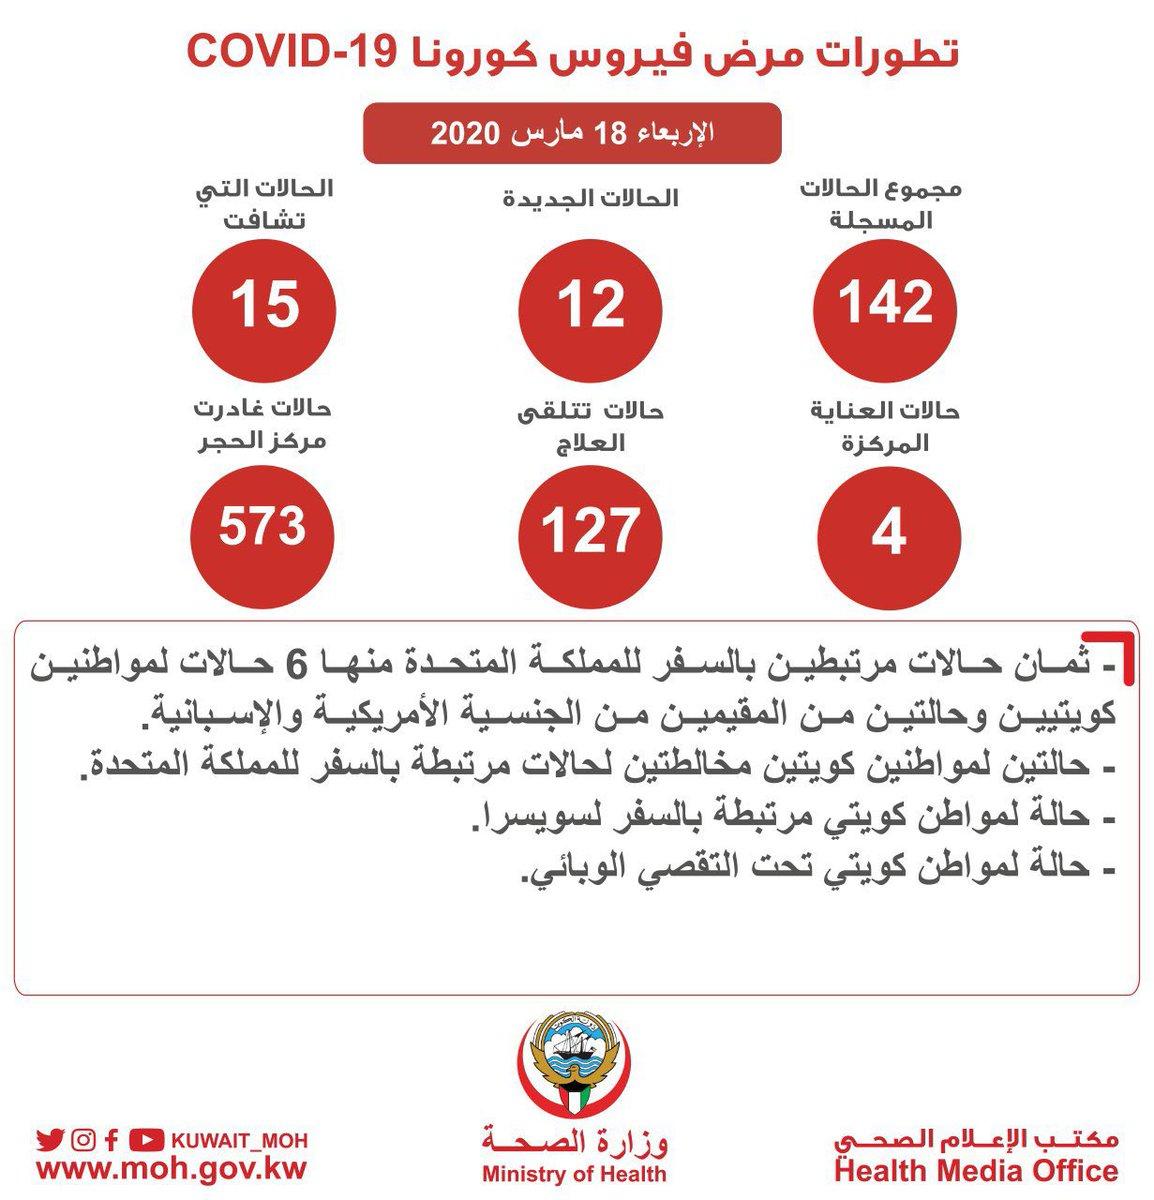 تطورات مرض فيروس كورونا COVID-19
الإربعاء 18 مارس 2020
مجموع الحالات
المسجلة
142
الحالات الجديدة
12
الحالات التي
تشافت
15
حالات العناية
المركزة
4
حالات تتلقى
العلاج
127
حالات غادرت
مركز الحجر
573
- ثمان حالات مرتبطين بالسفر للمملكة المتحدة منها 6 حالات لمواطنين
كويتيين وحالتين من المقيمين من الجنسية الأمريكية والإسبانية.
- حالتين لمواطنين كويتين مخالطتين لحالات مرتبطة بالسفر للمملكة المتحدة.
- حالة لمواطن كويتي مرتبطة بالسفر لسويسرا.
- حالة لمواطن كويتي تحت التقصي الوبائي.
دولة الكويت
مكتب الإعلام الصحي
Health Media Office
وزارة الصحة
Ministry of Health
KUWAIT_MOH
www.moh.gov.kw